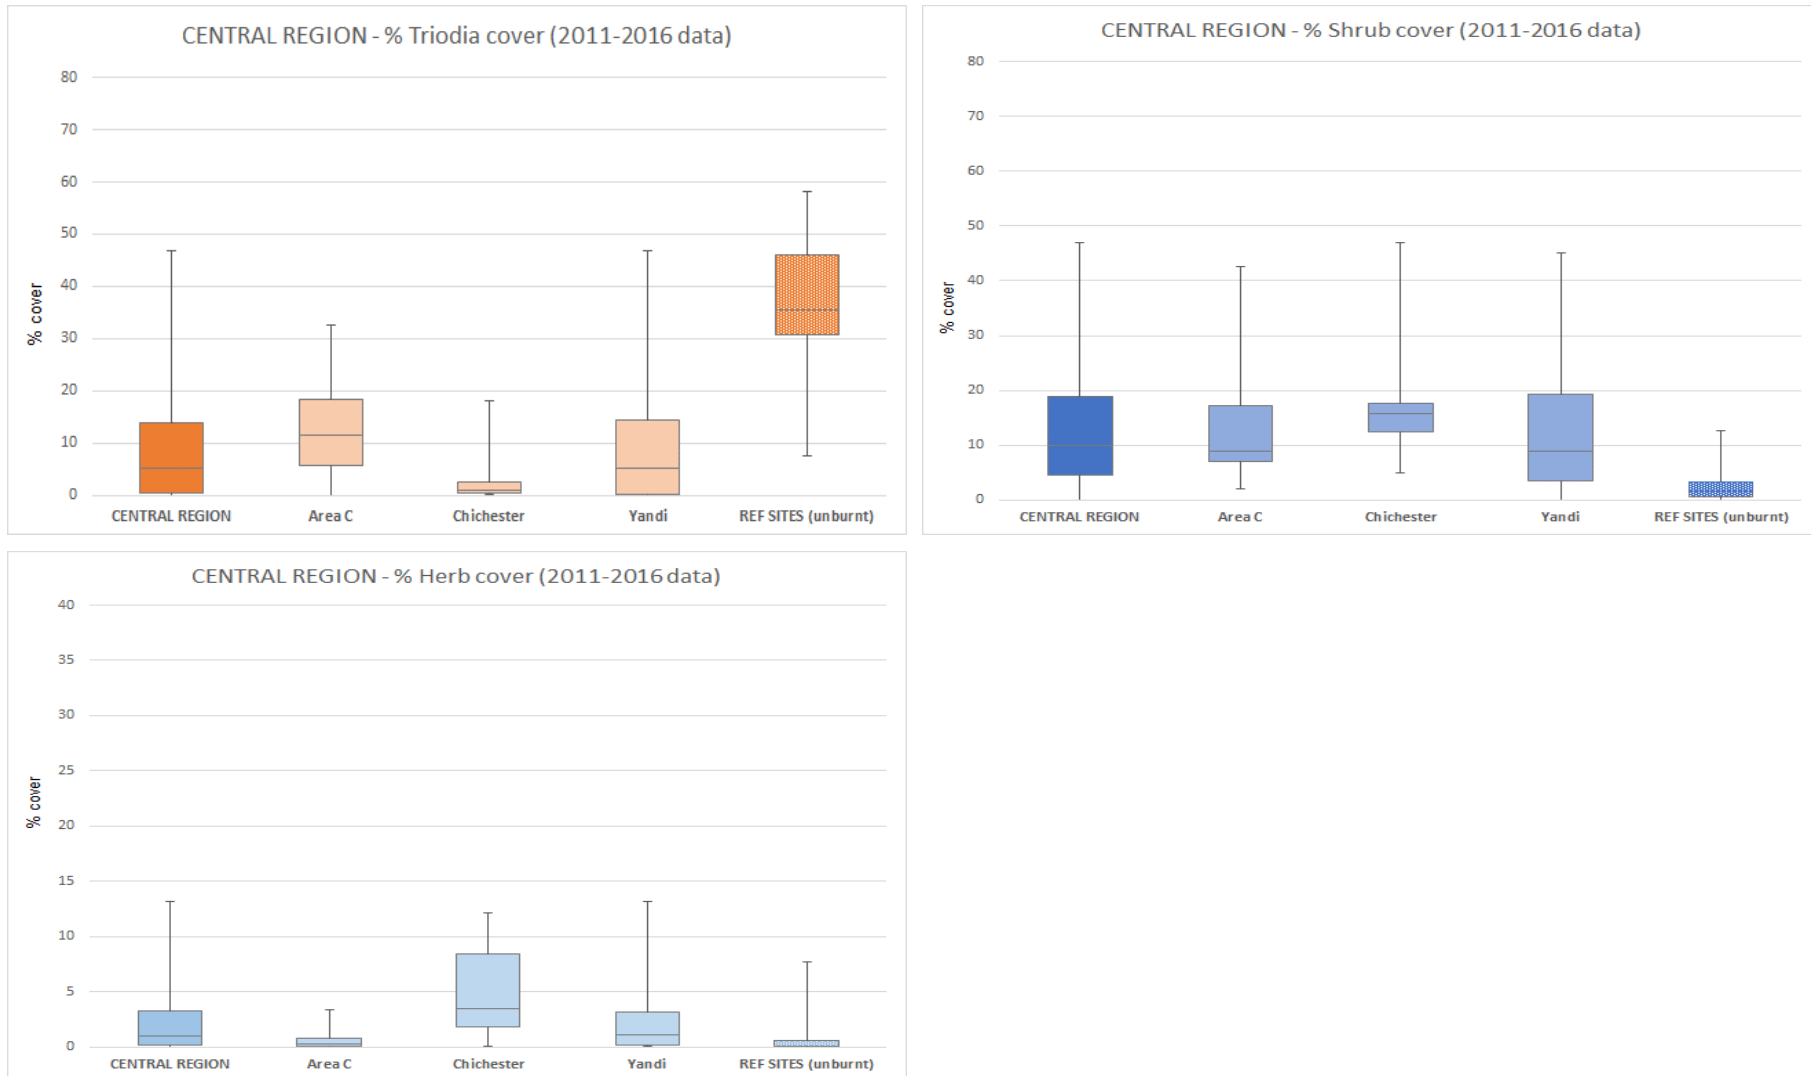 CENTRAL REGION - % Triodia cover (2011-2016 data)
80
70
60
50
40
30
20
10
0
% cover
CENTRAL REGION
Area C
Chichester
Yandi
REF SITES (unburnt)
CENTRAL REGION - % Shrub cover (2011-2016 data)
80
70
60
50
40
30
20
10
0
% cover
CENTRAL REGION
Area C
Chichester
Yandi
REF SITES (unburnt)
CENTRAL REGION - % Herb cover (2011-2016 data)
40
35
30
25
20
15
10
5
0
% cover
CENTRAL REGION
Area C
Chichester
Yandi
REF SITES (unburnt)